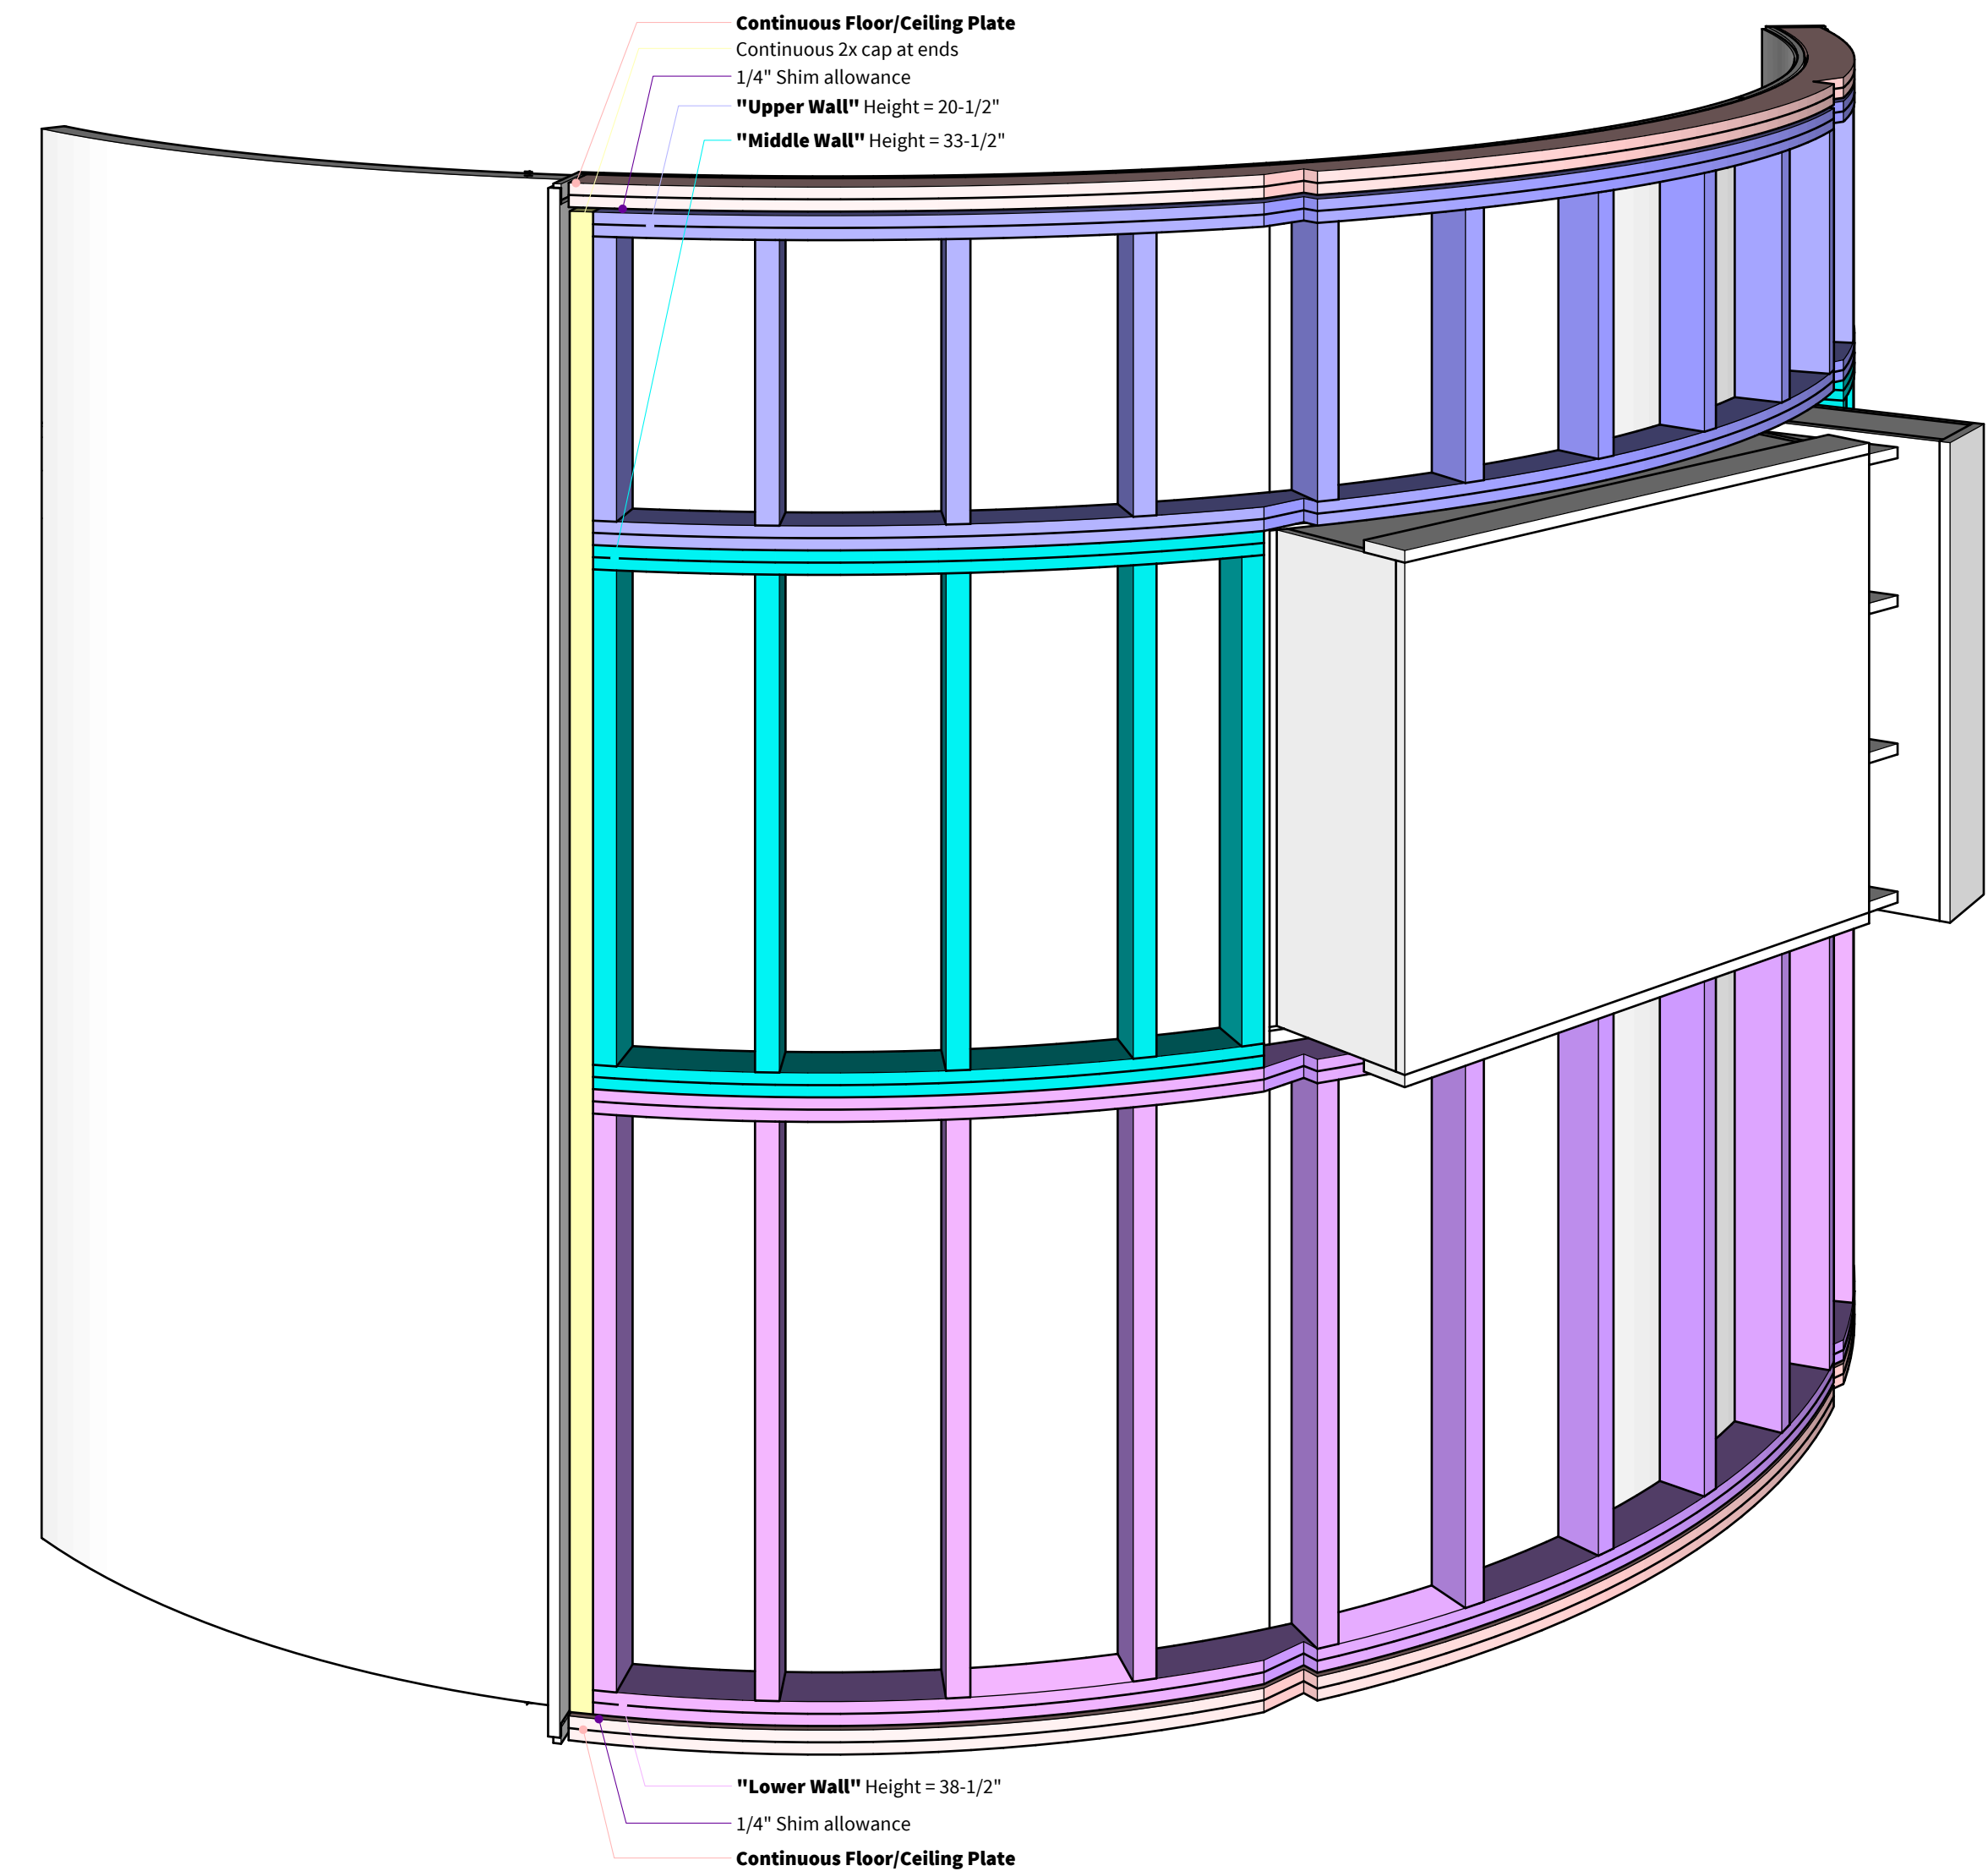 Continuous Floor/Ceiling Plate
Continuous 2x cap at ends
1/4" Shim allowance
"Upper Wall" Height = 20-1/2"
"Middle Wall" Height = 33-1/2"
"Lower Wall" Height = 38-1/2"
1/4" Shim allowance
Continuous Floor/Ceiling Plate